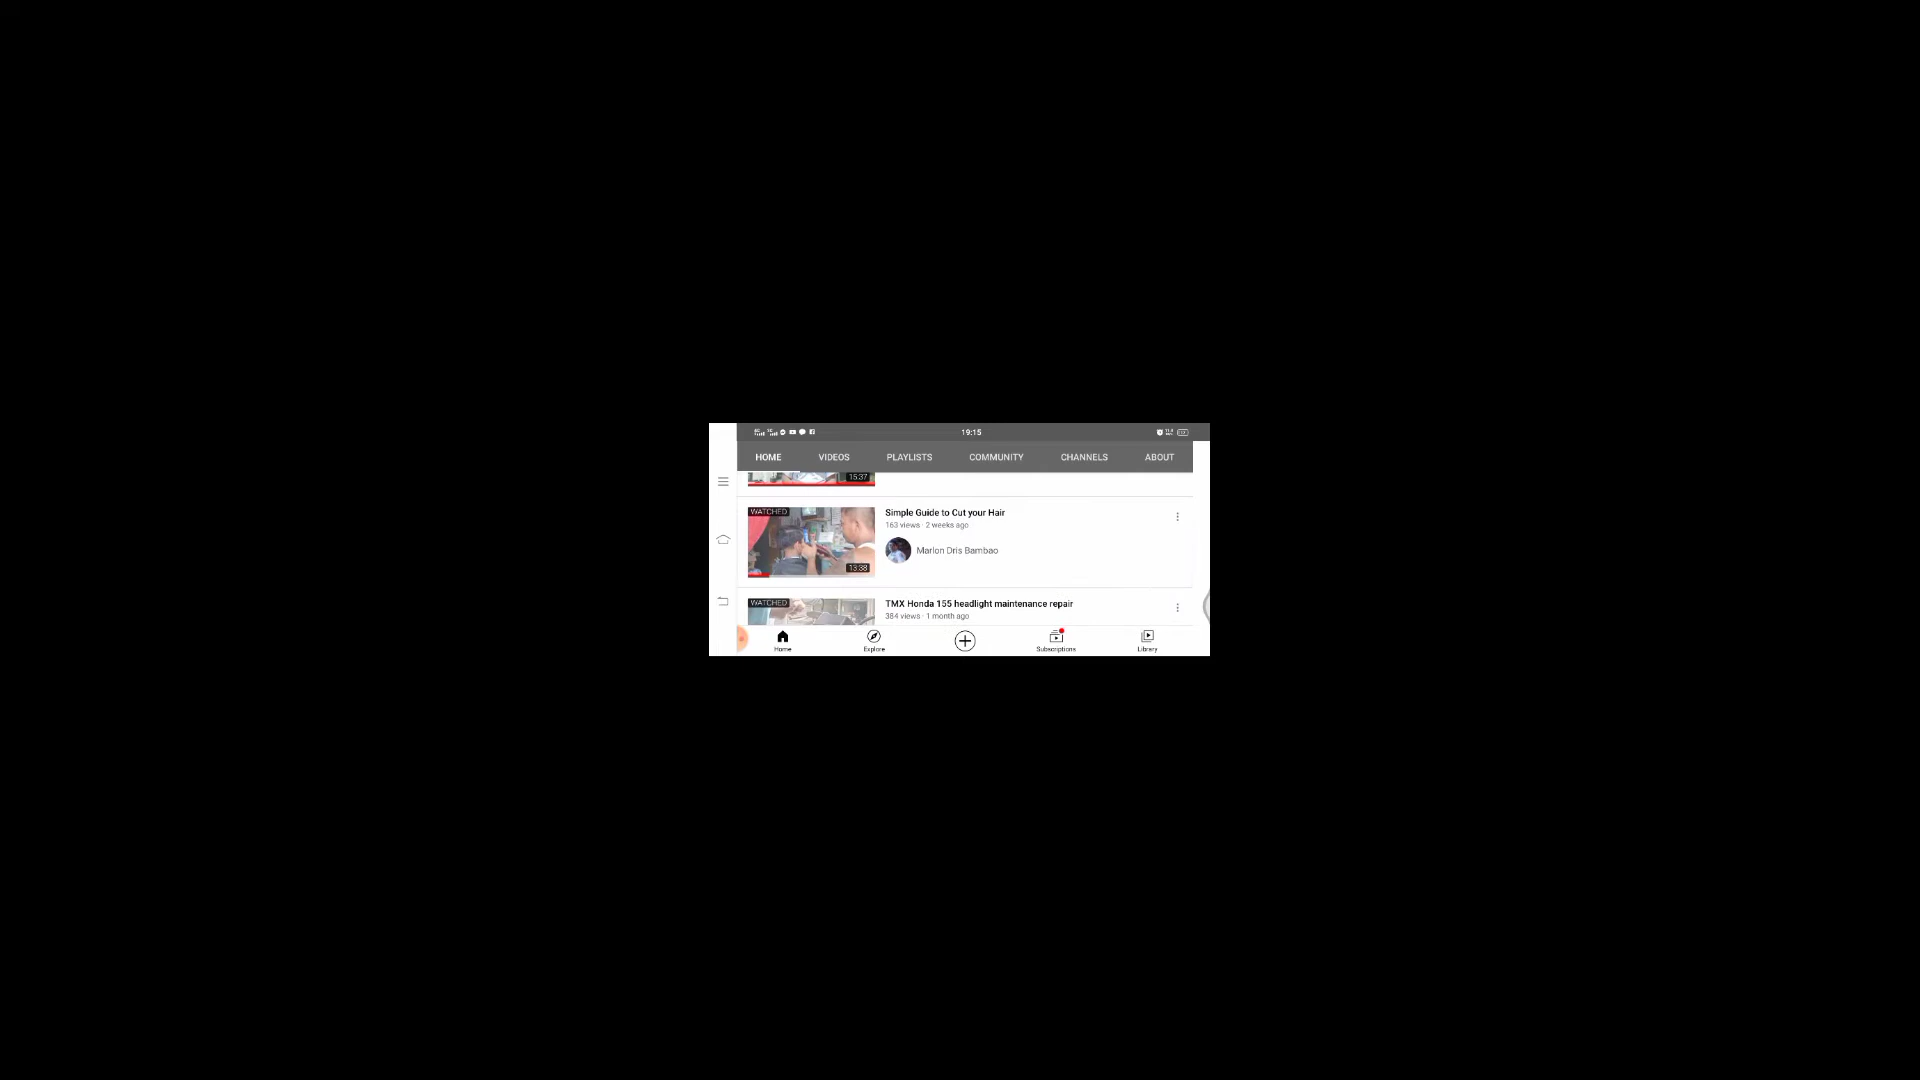 19:15
HOME VIDEOS PLAYLISTS COMMUNITY CHANNELS ABOUT
15:37
WATCHED
Simple Guide to Cut your Hair
163 views · 2 weeks ago
Marlon Dris Bambao
13:38
WATCHED
TMX Honda 155 headlight maintenance repair
384 views · 1 month ago
Home Explore Subscriptions Library